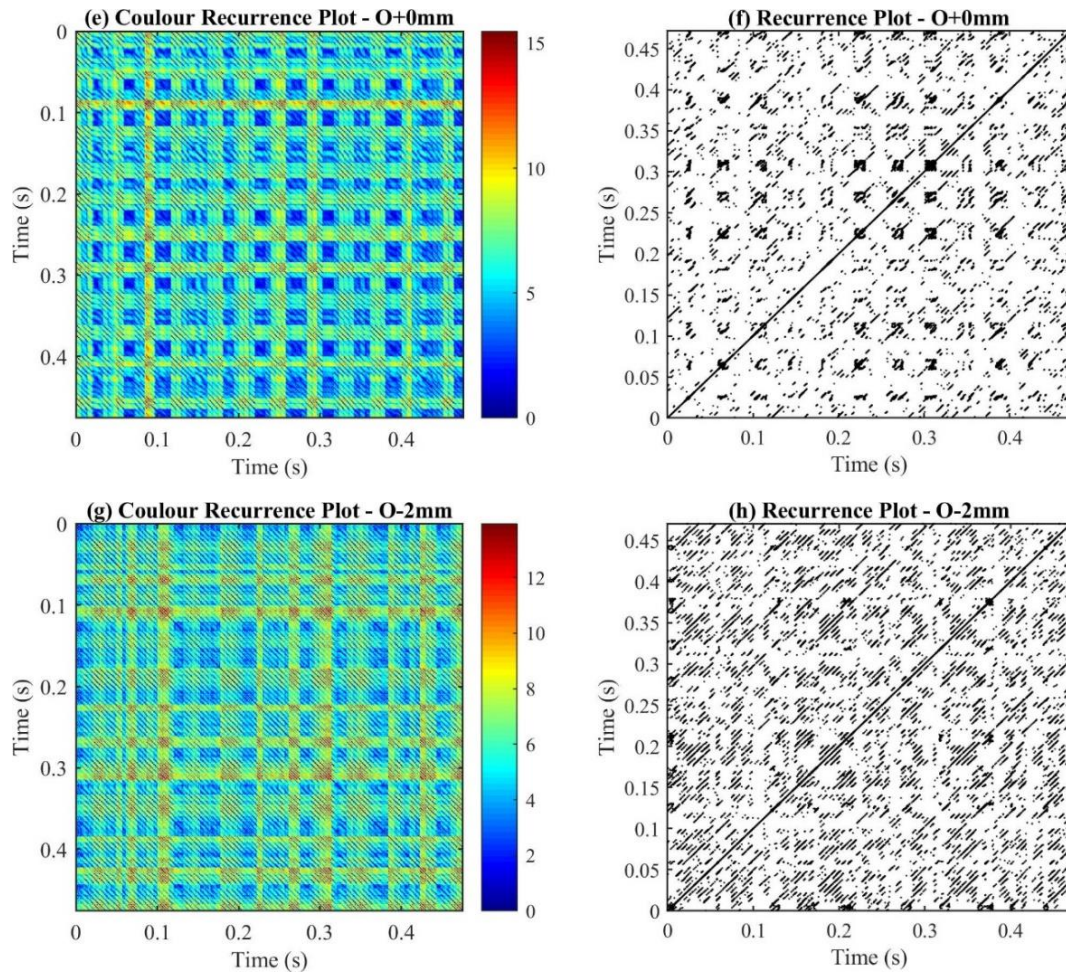 (e) Coulour Recurrence Plot - O+0mm
0
0.1
0.2
0.3
0.4
Time (s)
0 0.1 0.2 0.3 0.4
Time (s)
15
10
5
0
(f) Recurrence Plot - O+0mm
0.45
0.4
0.35
0.3
0.25
0.2
0.15
0.1
0.05
0
Time (s)
0 0.1 0.2 0.3 0.4
Time (s)
(g) Coulour Recurrence Plot - O-2mm
0
0.1
0.2
0.3
0.4
Time (s)
0 0.1 0.2 0.3 0.4
Time (s)
12
10
8
6
4
2
0
(h) Recurrence Plot - O-2mm
0.45
0.4
0.35
0.3
0.25
0.2
0.15
0.1
0.05
0
Time (s)
0 0.1 0.2 0.3 0.4
Time (s)